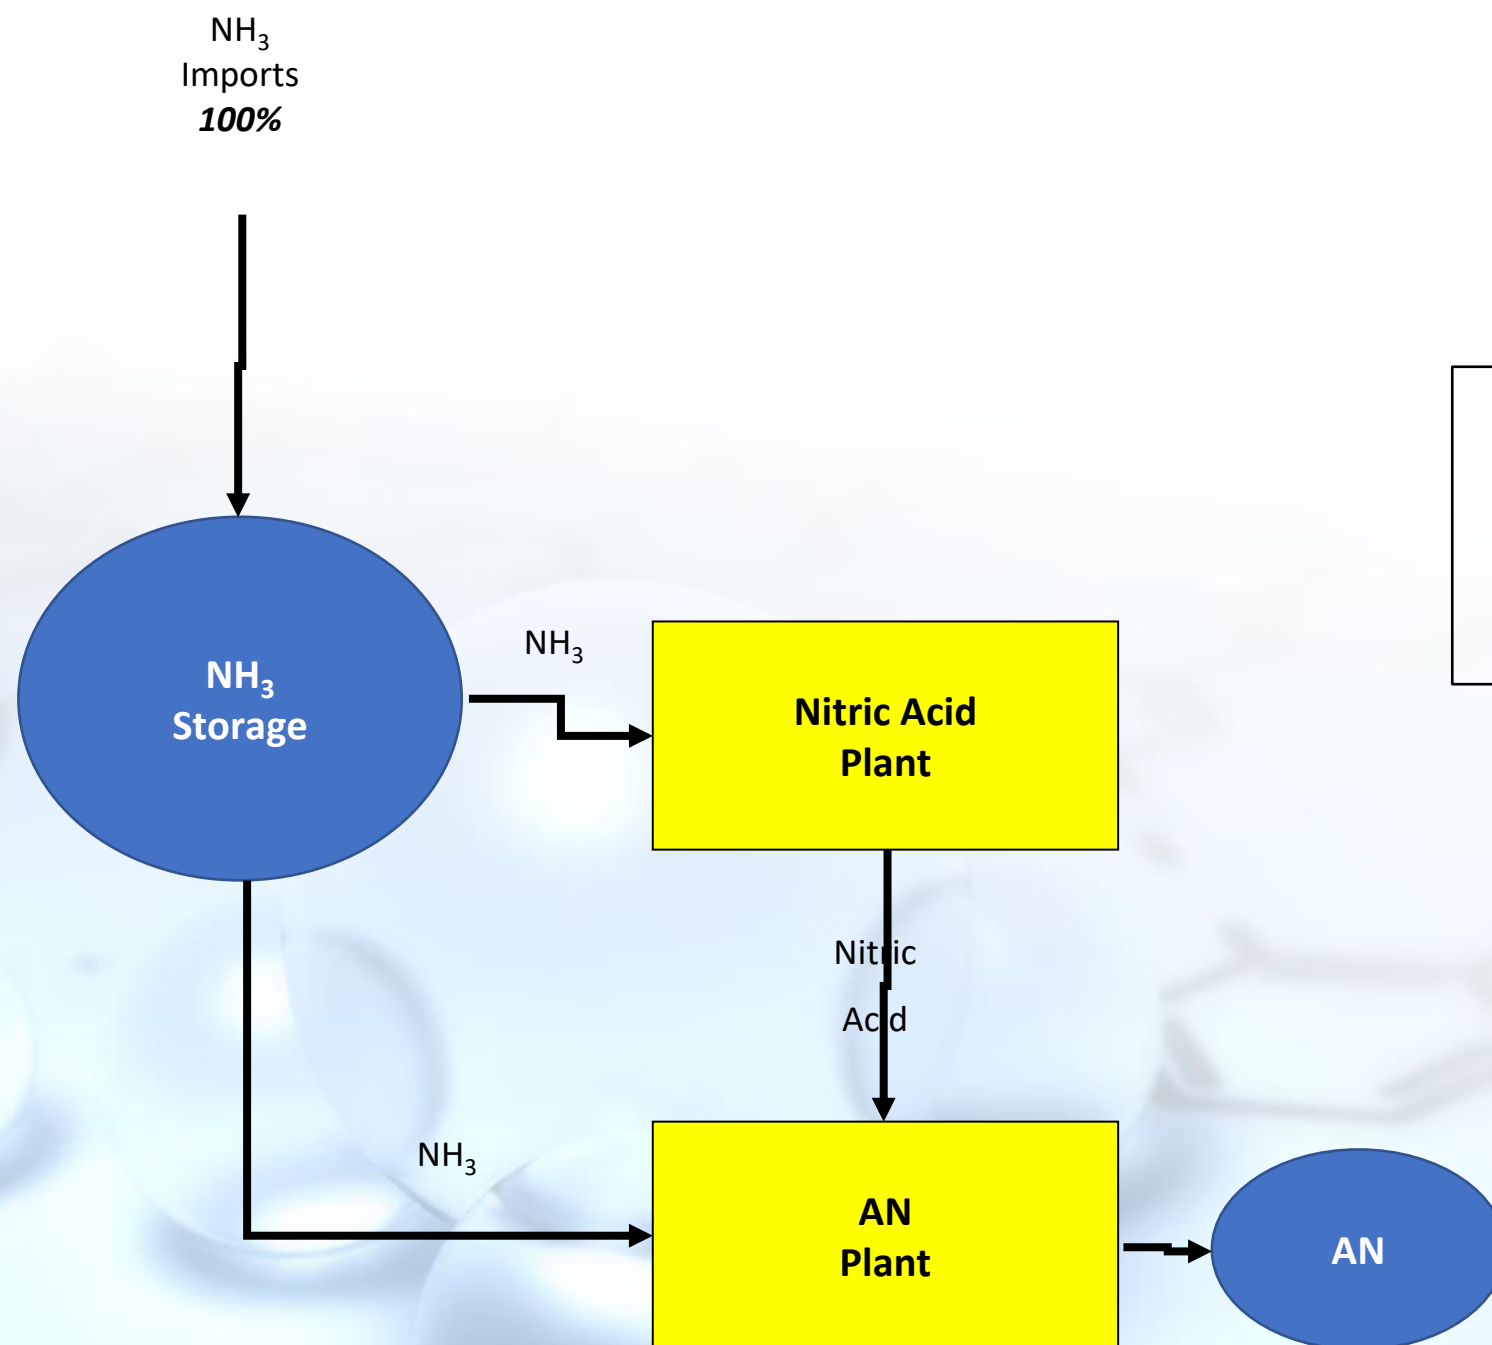 NH₃
Imports
100%
NH₃
Storage
NH₃
Nitric Acid
Plant
Nitric
Acid
NH₃
AN
Plant
AN